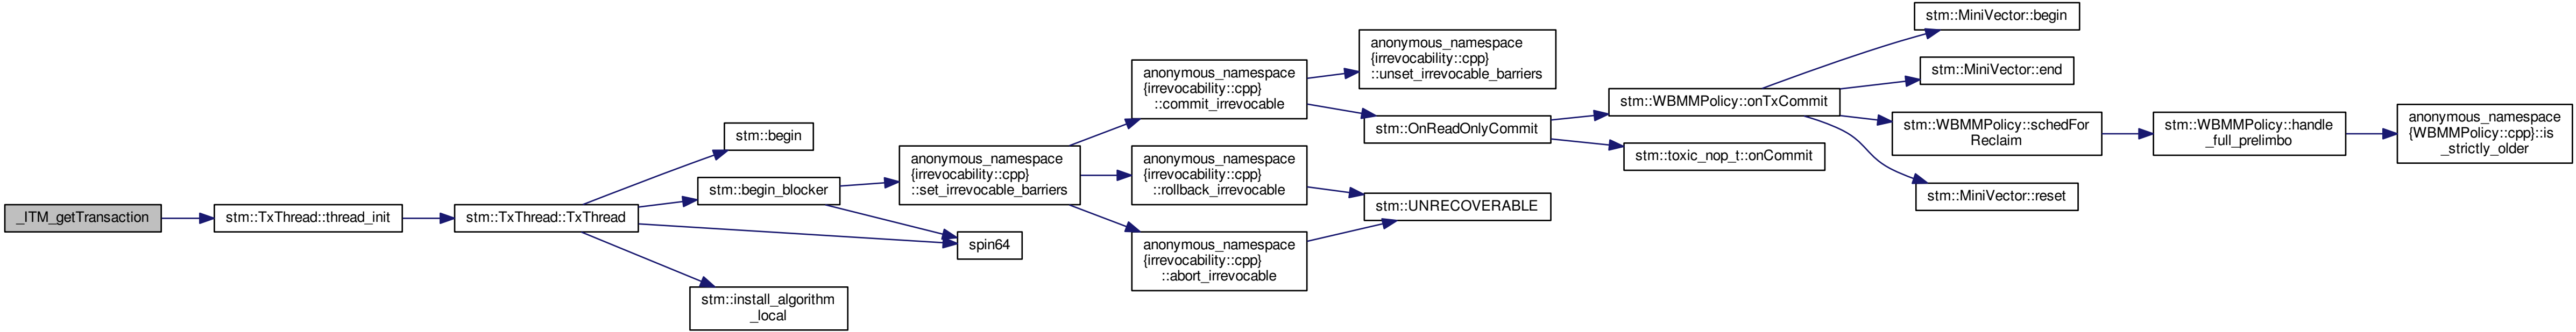 _ITM_getTransaction
stm::TxThread::thread_init
stm::TxThread::TxThread
stm::begin
stm::begin_blocker
spin64
stm::install_algorithm
_local
anonymous_namespace
{irrevocability::cpp}
::set_irrevocable_barriers
anonymous_namespace
{irrevocability::cpp}
::commit_irrevocable
anonymous_namespace
{irrevocability::cpp}
::rollback_irrevocable
anonymous_namespace
{irrevocability::cpp}
::abort_irrevocable
anonymous_namespace
{irrevocability::cpp}
::unset_irrevocable_barriers
stm::OnReadOnlyCommit
stm::UNRECOVERABLE
stm::WBMMPolicy::onTxCommit
stm::toxic_nop_t::onCommit
stm::MiniVector::begin
stm::MiniVector::end
stm::WBMMPolicy::schedFor
Reclaim
stm::MiniVector::reset
stm::WBMMPolicy::handle
_full_prelimbo
anonymous_namespace
{WBMMPolicy::cpp}::is
_strictly_older